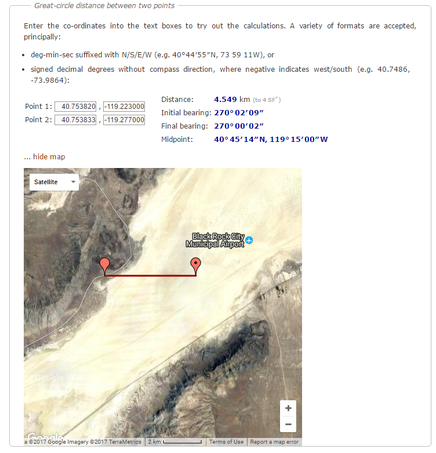 Great-circle distance between two points
Enter the co-ordinates into the text boxes to try out the calculations. A variety of formats are accepted,
principally:
• deg-min-sec suffixed with N/S/E/W (e.g. 40°44′55″N, 73 59 11W), or
• signed decimal degrees without compass direction, where negative indicates west/south (e.g. 40.7486,
-73.9864):
Point 1: 40.753820 , -119.223000
Point 2: 40.753833 , -119.277000
Distance: 4.549 km (to 4 SF*)
Initial bearing: 270°02′09″
Final bearing: 270°00′02″
Midpoint: 40°45′14″N, 119°15′00″W
... hide map
Satellite
Black Rock City
Municipal Airport
+
−
©2017 Google Imagery ©2017 TerraMetrics 2 km Terms of Use Report a map error